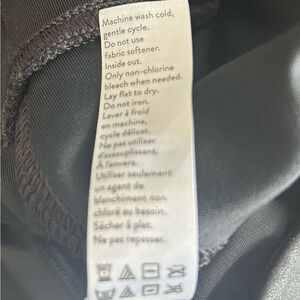 Machine wash cold,
gentle cycle.
Do not use
fabric softener.
Inside out.
Only non-chlorine
bleach when needed.
Lay flat to dry.
Do not iron.
Laver à froid
en machine,
cycle délicat.
Ne pas utiliser
d'assouplissant.
À l'envers.
Utiliser seulement
un agent de
blanchiment non
chloré au besoin.
Sécher à plat.
Ne pas repasser.